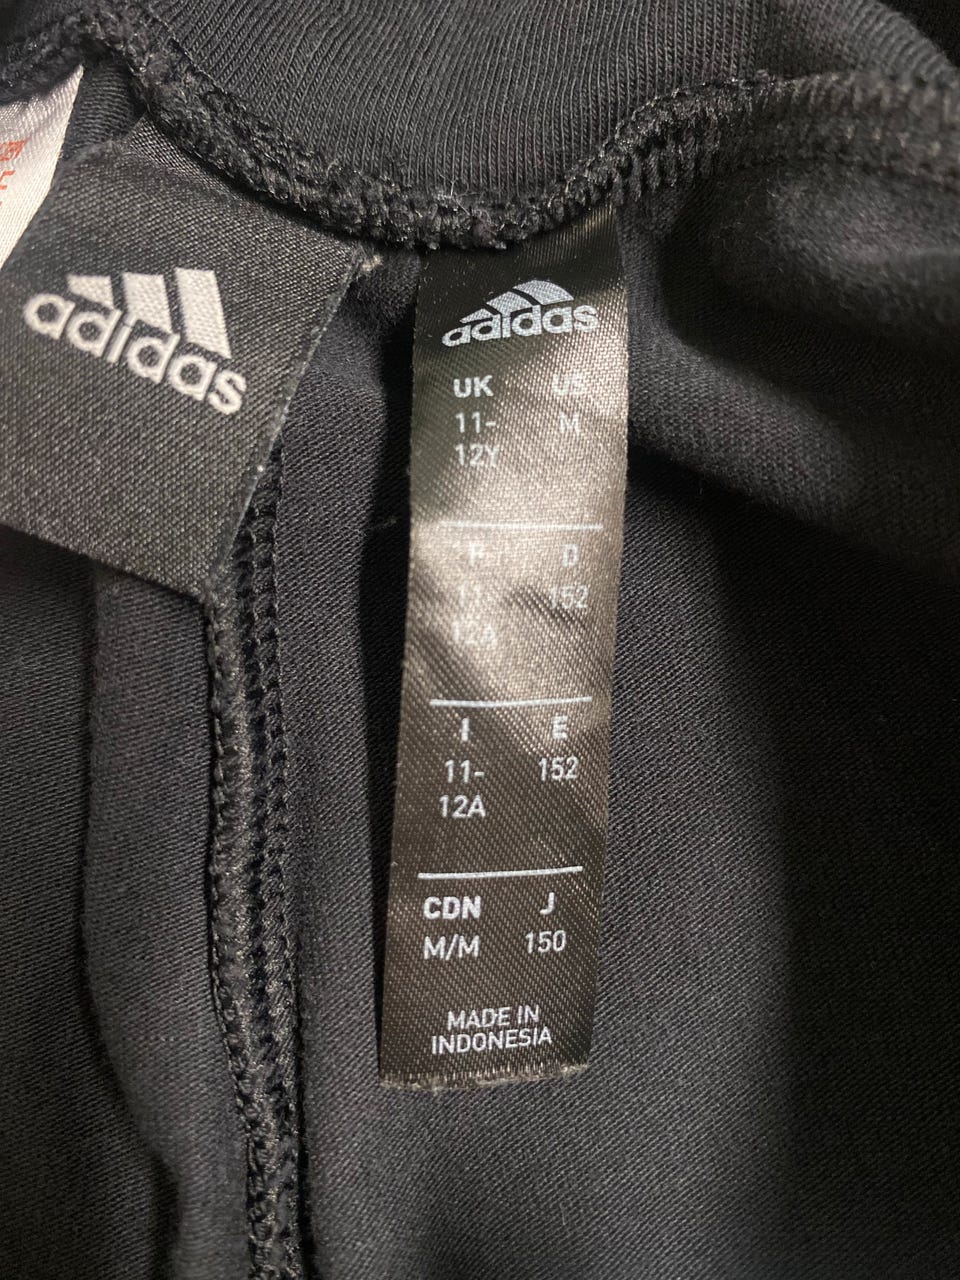 adidas
adidas
UK US
11- M
12Y
F D
11- 152
12A
I E
11- 152
12A
CDN J
M/M 150
MADE IN
INDONESIA